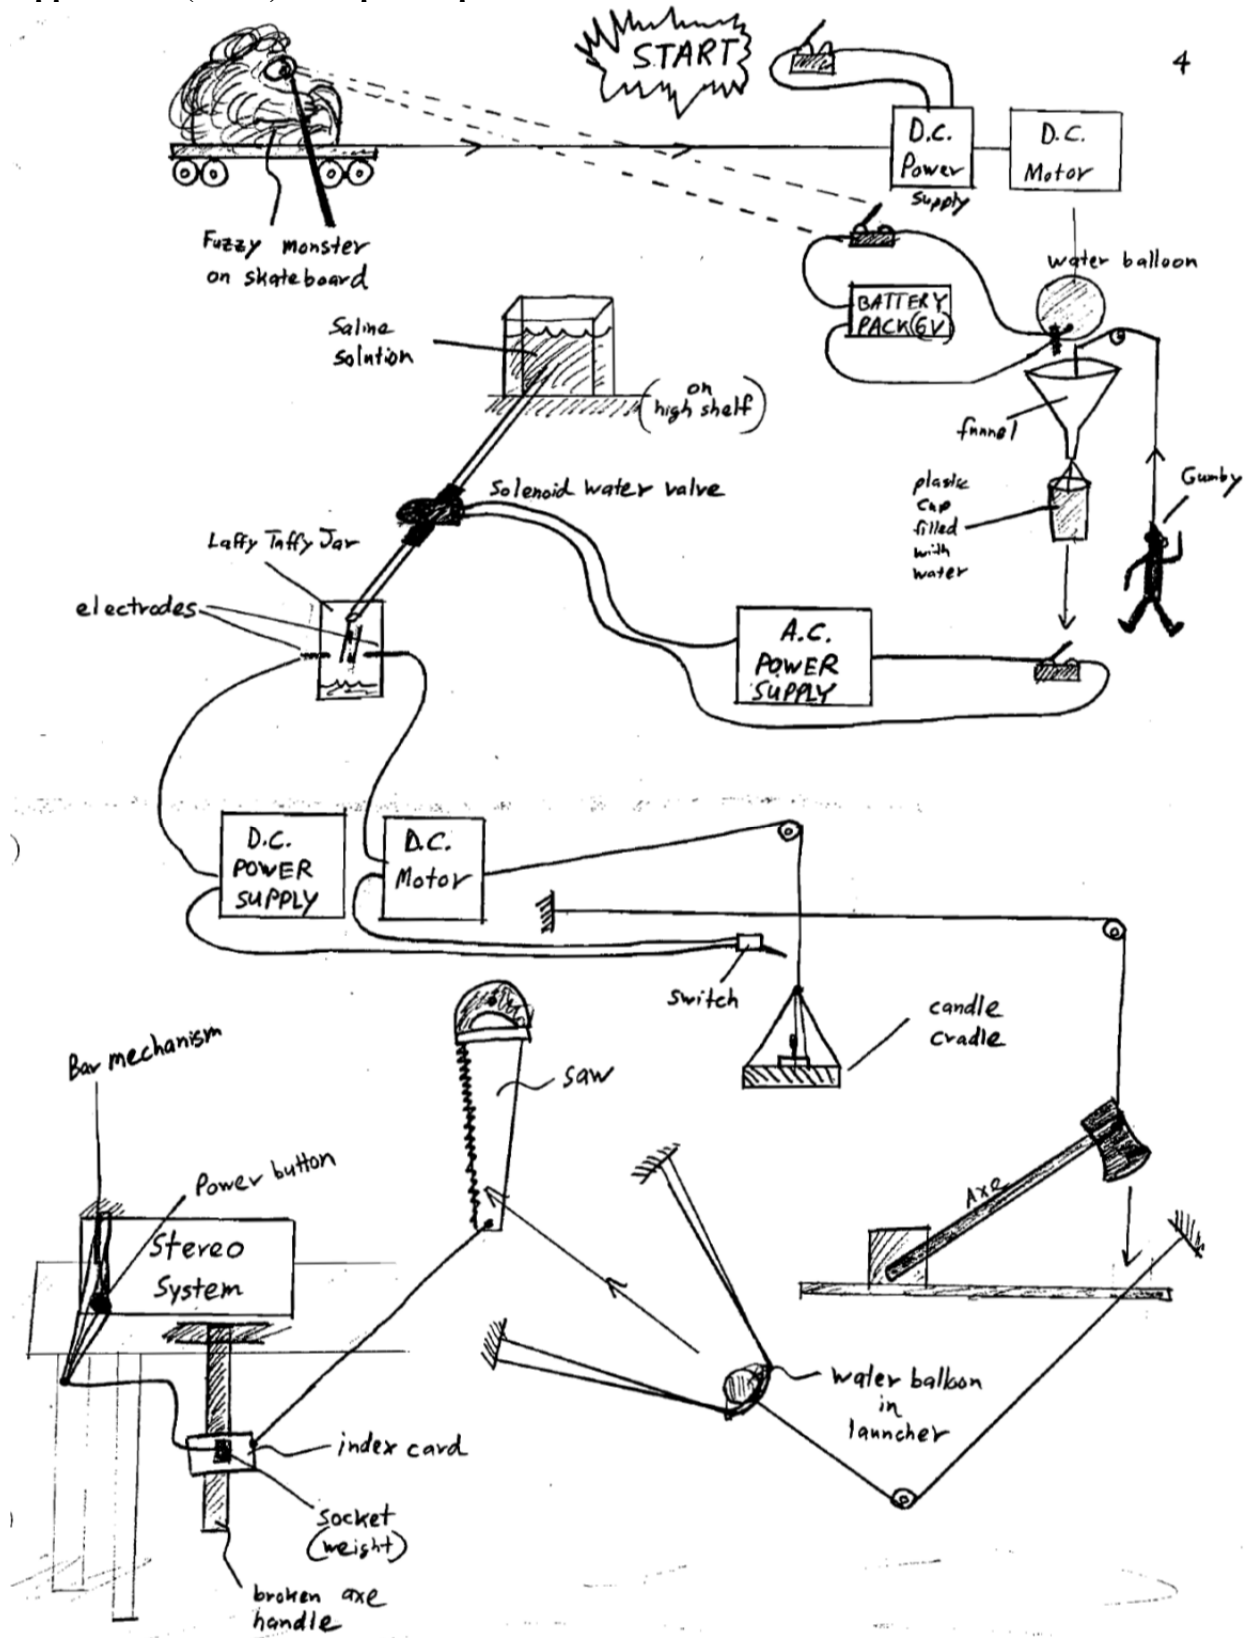 START
4
D.C.
Power
Supply
D.C.
Motor
Fuzzy monster
on skateboard
water balloon
BATTERY
PACK(6V)
Saline
solution
(on
high shelf)
funnel
Gumby
plastic
cup
filled
with
water
Solenoid water valve
Laffy Taffy Jar
electrodes
A.C.
POWER
SUPPLY
D.C.
POWER
SUPPLY
D.C.
Motor
switch
candle
cradle
Bar mechanism
saw
Power button
Axe
Stereo
System
water balloon
in
launcher
index card
socket
(weight)
broken axe
handle